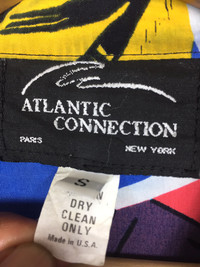 ATLANTIC
CONNECTION
PARIS NEW YORK
S
DRY
CLEAN
ONLY
Made in U.S.A.